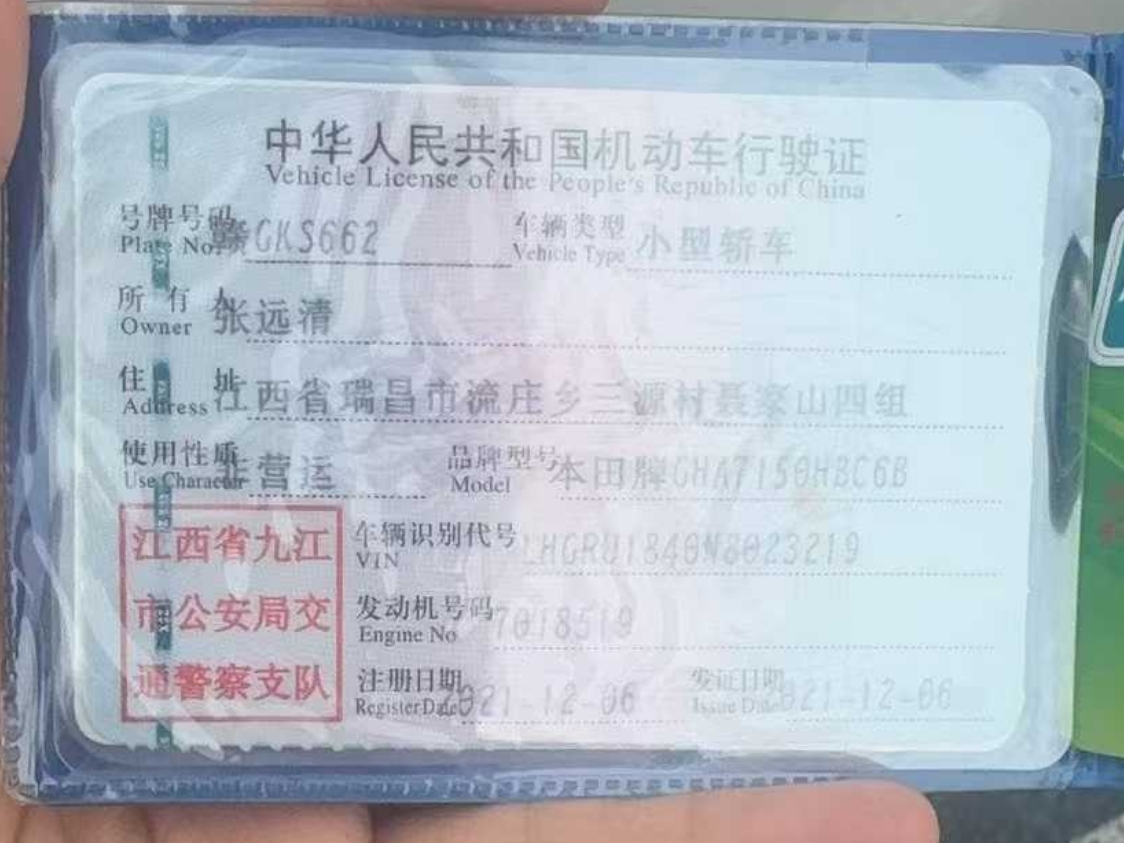 中华人民共和国机动车行驶证
Vehicle License of the People's Republic of China
号牌号码 赣GKS662 车辆类型 小型轿车
Plate No. Vehicle Type
所有人 张远清
Owner
住址 江西省瑞昌市流庄乡三源村聂家山四组
Address
使用性质 非营运 品牌型号 本田牌GHA7150HBC6B
Use Character Model
江西省九江
市公安局交
通警察支队
车辆识别代号 LHGRU1840N8023219
VIN
发动机号码 7018519
Engine No
注册日期 2021-12-06 发证日期 2021-12-06
Register Date Issue Date